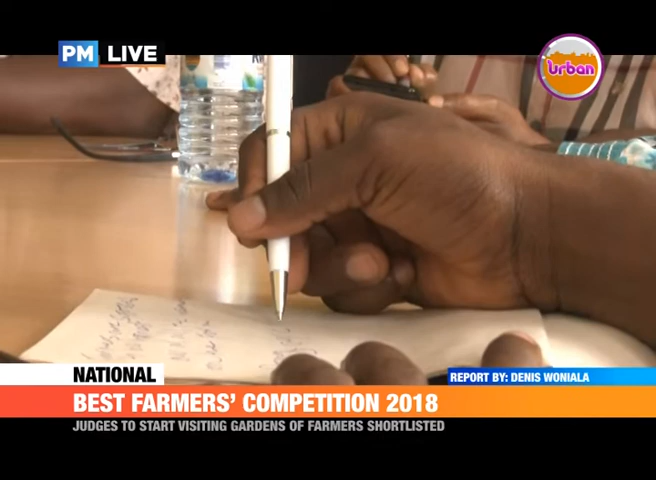 PM LIVE
Urban
NATIONAL
REPORT BY: DENIS WONIALA
BEST FARMERS' COMPETITION 2018
JUDGES TO START VISITING GARDENS OF FARMERS SHORTLISTED